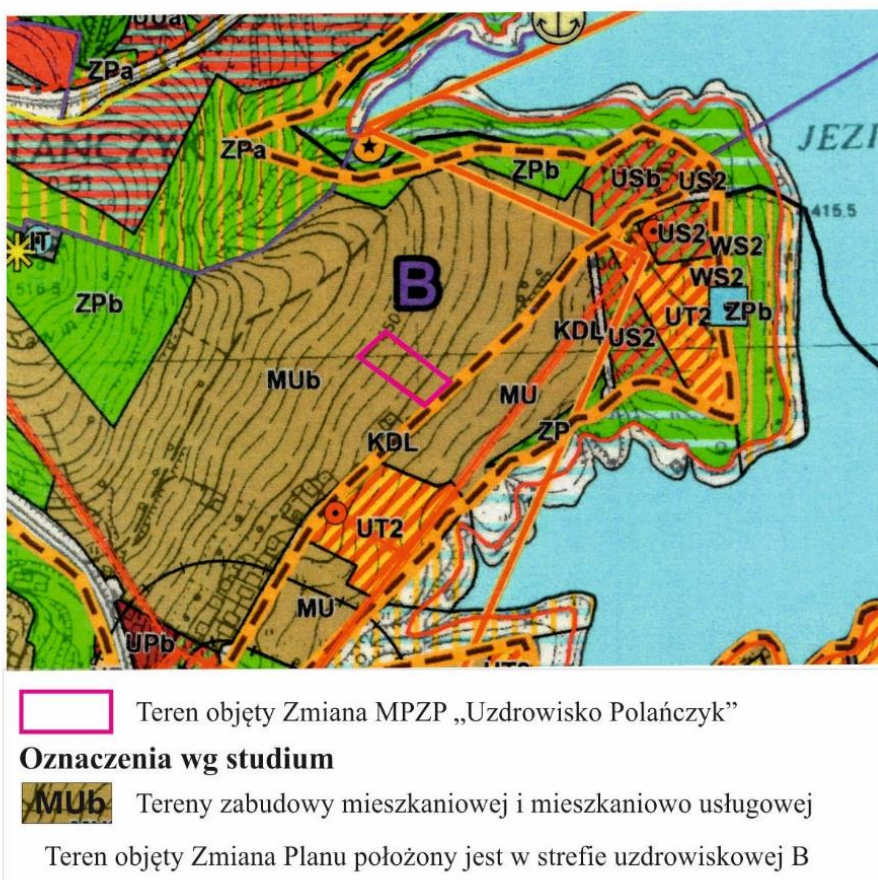 UUa
ZPa
ZPa
ZPb
USb
US2
JEZI
415,5
IT
ZPb
B
US2
WS2
WS2
KDL
US2
UT2
ZPb
MUb
MU
KDL
ZP
UT2
MU
UPb
Teren objęty Zmiana MPZP „Uzdrowisko Polańczyk”
Oznaczenia wg studium
MUb
Tereny zabudowy mieszkaniowej i mieszkaniowo usługowej
Teren objęty Zmiana Planu położony jest w strefie uzdrowiskowej B